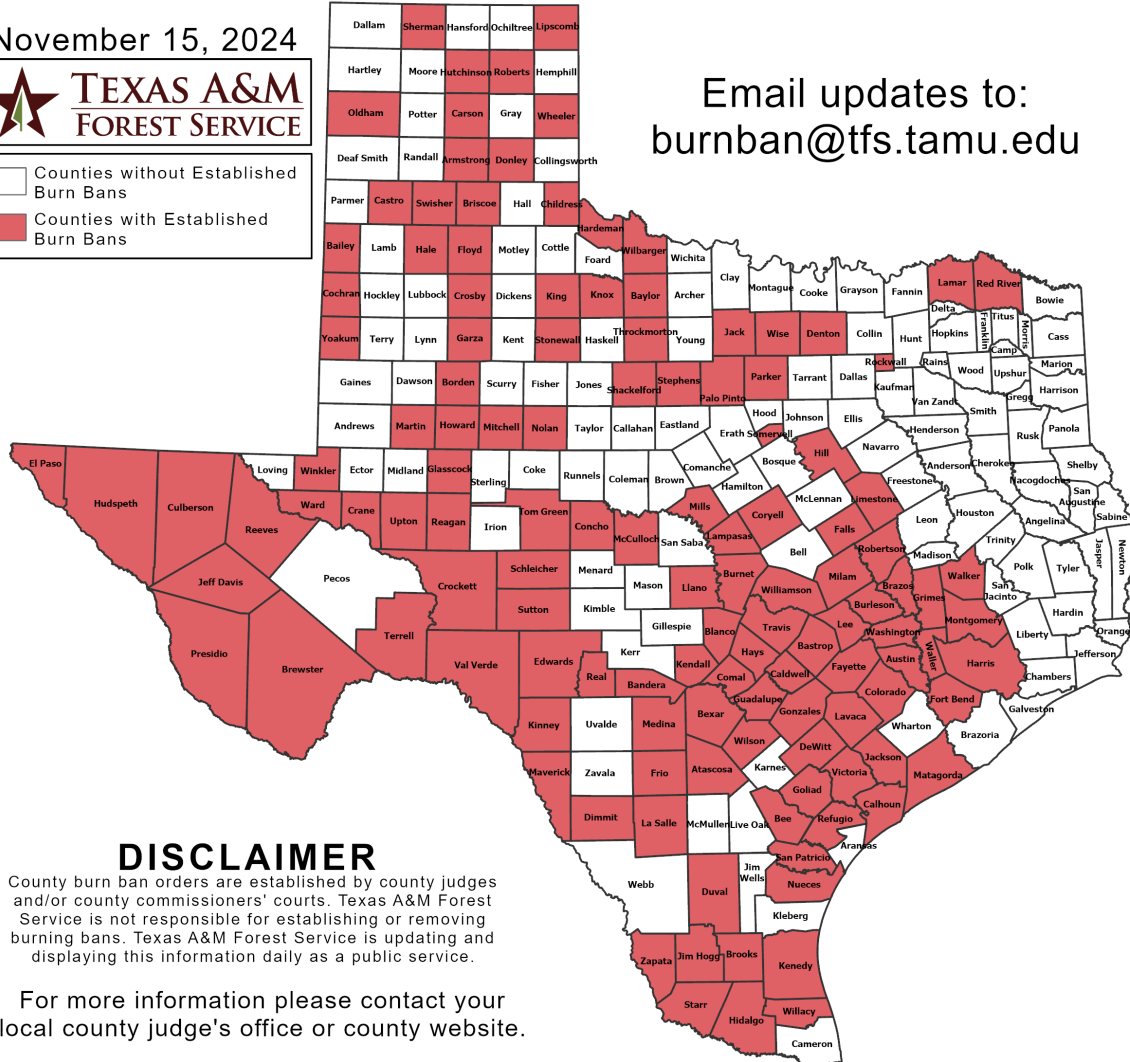 November 15, 2024
TEXAS A&M
FOREST SERVICE
Counties without Established
Burn Bans
Counties with Established
Burn Bans
Email updates to:
burnban@tfs.tamu.edu
Dallam Sherman Hansford Ochiltree Lipscomb
Hartley Moore Hutchinson Roberts Hemphill
Oldham Potter Carson Gray Wheeler
Deaf Smith Randall Armstrong Donley Collingsworth
Parmer Castro Swisher Briscoe Hall Childress
Hardeman
Bailey Lamb Hale Floyd Motley Cottle Foard Wilbarger Wichita
Clay Montague Cooke Grayson Fannin Lamar Red River Bowie
Cochran Hockley Lubbock Crosby Dickens King Knox Baylor Archer
Delta Hopkins Franklin Titus Morris Cass
Yoakum Terry Lynn Garza Kent Stonewall Haskell Throckmorton Young Jack Wise Denton Collin Hunt
Rockwall Rains Wood Camp Upshur Marion
Gaines Dawson Borden Scurry Fisher Jones Shackelford Stephens Palo Pinto Parker Tarrant Dallas Kaufman Van Zandt Smith Gregg Harrison
Andrews Martin Howard Mitchell Nolan Taylor Callahan Eastland Erath Hood Somervell Johnson Ellis Henderson Rusk Panola
El Paso Hudspeth Culberson Reeves Loving Winkler Ector Midland Glasscock Sterling Coke Runnels Coleman Brown Comanche Hamilton Bosque Hill Navarro Freestone Anderson Cherokee Nacogdoches Shelby
San
Augustine
Sabine
Ward Crane Upton Reagan Irion Tom Green Concho McCulloch San Saba Mills Lampasas Coryell McLennan Limestone Falls Leon Houston Angelina
Jeff Davis Pecos Crockett Schleicher Menard Mason Llano Burnet Bell Milam Robertson Madison Trinity Polk Tyler Jasper Newton
Sutton Kimble Gillespie Blanco Williamson Burleson Brazos Grimes Walker
San
Jacinto
Hardin
Presidio Brewster Terrell Val Verde Edwards Kerr Kendall Hays Travis Bastrop Lee Washington Montgomery Liberty Orange
Real Bandera Comal Caldwell Fayette Austin Waller Harris Chambers Jefferson
Kinney Uvalde Medina Bexar Guadalupe Gonzales Lavaca Colorado Fort Bend Galveston
Wharton Brazoria
Maverick Zavala Frio Atascosa Wilson Karnes DeWitt Victoria Jackson Matagorda
Dimmit La Salle McMullen Live Oak Bee Goliad Refugio Calhoun
Aransas
San Patricio
Webb Duval
Jim
Wells
Nueces
Kleberg
Zapata Jim Hogg Brooks Kenedy
Starr Hidalgo Willacy
Cameron
DISCLAIMER
County burn ban orders are established by county judges
and/or county commissioners' courts. Texas A&M Forest
Service is not responsible for establishing or removing
burning bans. Texas A&M Forest Service is updating and
displaying this information daily as a public service.
For more information please contact your
local county judge's office or county website.